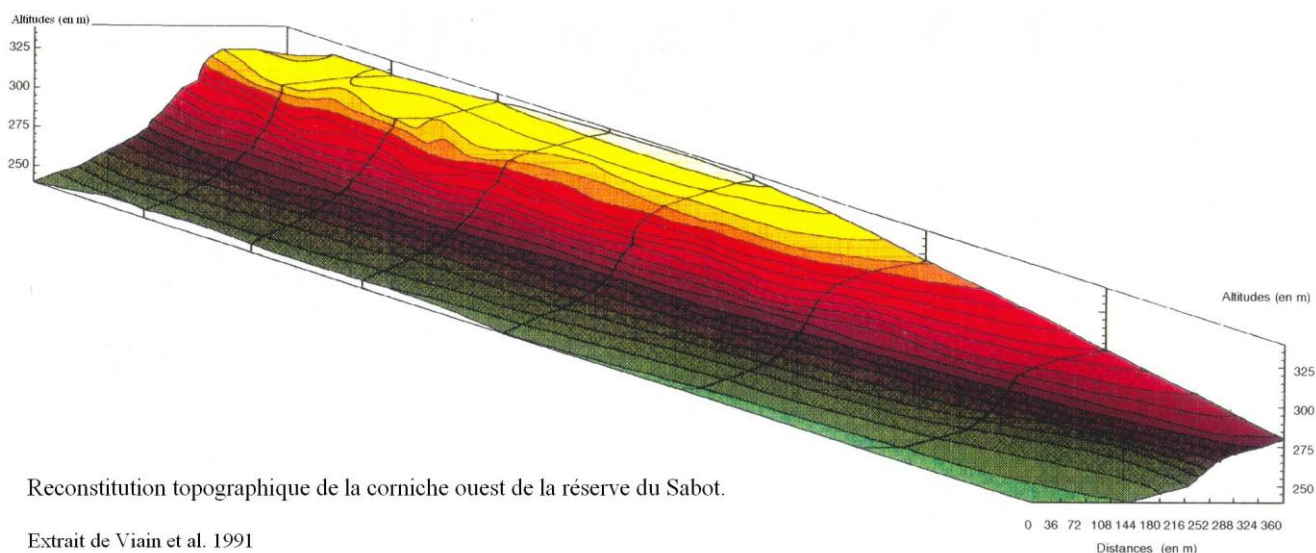 Altitudes (en m)
325
300
275
250
Altitudes (en m)
325
300
275
250
Reconstitution topographique de la corniche ouest de la réserve du Sabot.
Extrait de Viain et al. 1991
0 36 72 108 144 180 216 252 288 324 360
Distances (en m)